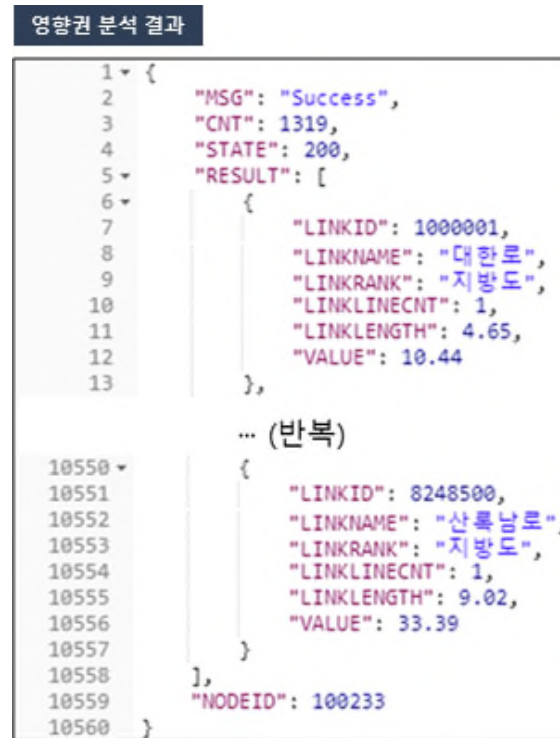 영향권 분석 결과
1 {
2 "MSG": "Success",
3 "CNT": 1319,
4 "STATE": 200,
5 "RESULT": [
6 {
7 "LINKID": 1000001,
8 "LINKNAME": "대한로",
9 "LINKRANK": "지방도",
10 "LINKLINECNT": 1,
11 "LINKLENGTH": 4.65,
12 "VALUE": 10.44
13 },
... (반복)
10550 {
10551 "LINKID": 8248500,
10552 "LINKNAME": "산록남로",
10553 "LINKRANK": "지방도",
10554 "LINKLINECNT": 1,
10555 "LINKLENGTH": 9.02,
10556 "VALUE": 33.39
10557 }
10558 ],
10559 "NODEID": 100233
10560 }